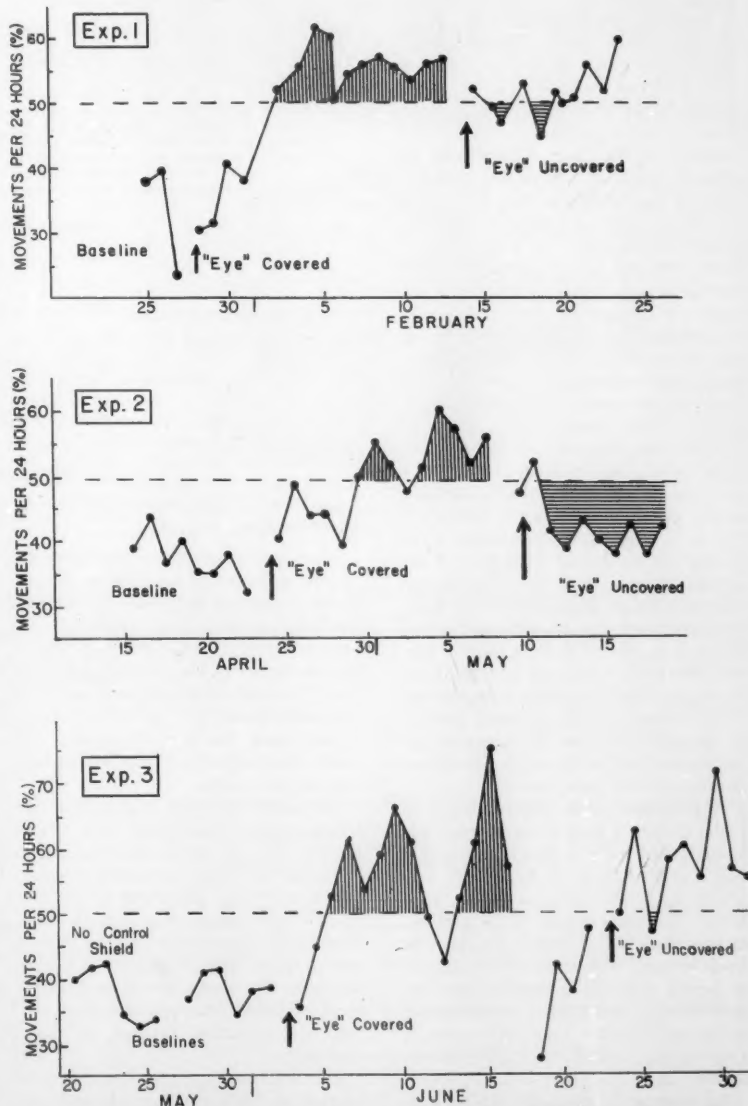 Exp. 1
MOVEMENTS PER 24 HOURS (%)
60
50
40
30
Baseline
"Eye" Covered
"Eye" Uncovered
25 30 5 10 15 20 25
FEBRUARY
Exp. 2
MOVEMENTS PER 24 HOURS (%)
60
50
40
30
Baseline
"Eye" Covered
"Eye" Uncovered
15 20 25 30 5 10 15
APRIL MAY
Exp. 3
MOVEMENTS PER 24 HOURS (%)
70
60
50
40
30
No Control
Shield
Baselines
"Eye" Covered
"Eye" Uncovered
20 25 30 5 10 15 20 25 30
MAY JUNE